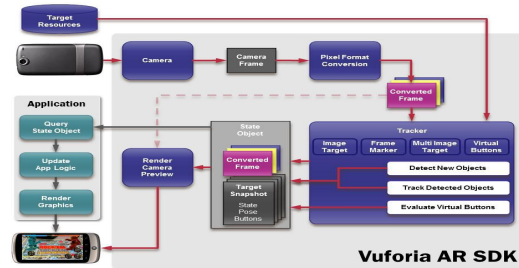 Target
Resources
Camera
Camera
Frame
Pixel Format
Conversion
Converted
Frame
Application
Query
State Object
Update
App Logic
Render
Graphics
Render
Camera
Preview
State
Object
Converted
Frame
Target
Snapshot
State
Pose
Buttons
Tracker
Image
Target
Frame
Marker
Multi Image
Target
Virtual
Buttons
Detect New Objects
Track Detected Objects
Evaluate Virtual Buttons
Vuforia AR SDK